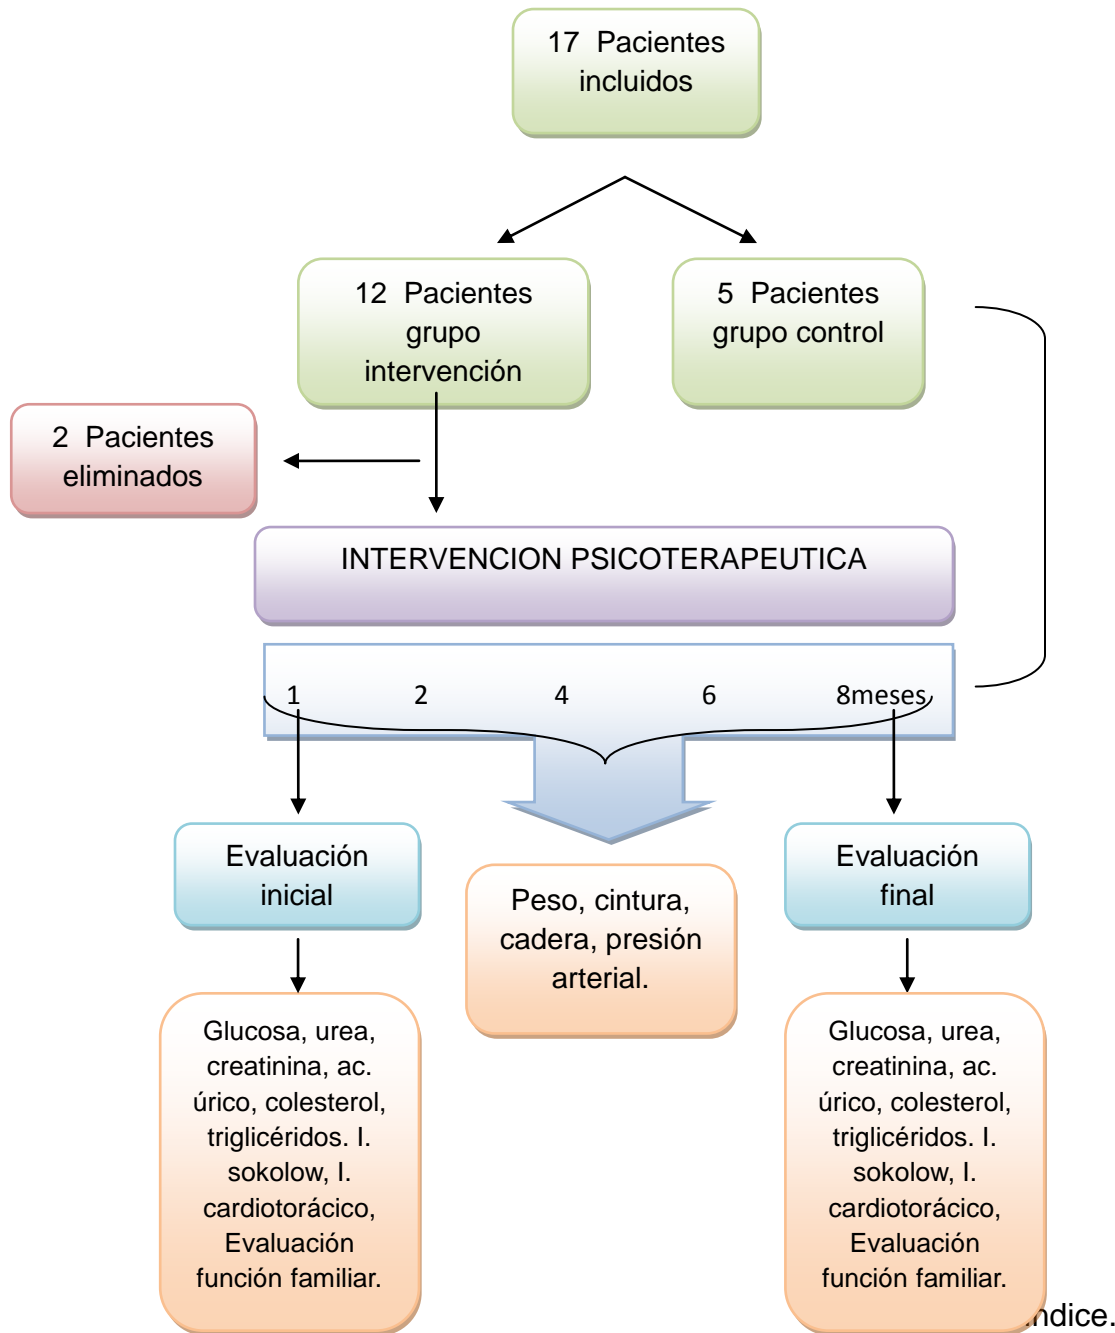 17 Pacientes
incluidos
12 Pacientes
grupo
intervención
5 Pacientes
grupo control
2 Pacientes
eliminados
INTERVENCION PSICOTERAPEUTICA
1 2 4 6 8meses
Evaluación
inicial
Peso, cintura,
cadera, presión
arterial.
Evaluación
final
Glucosa, urea,
creatinina, ac.
úrico, colesterol,
triglicéridos. I.
sokolow, I.
cardiotorácico,
Evaluación
función familiar.
Glucosa, urea,
creatinina, ac.
úrico, colesterol,
triglicéridos. I.
sokolow, I.
cardiotorácico,
Evaluación
función familiar.